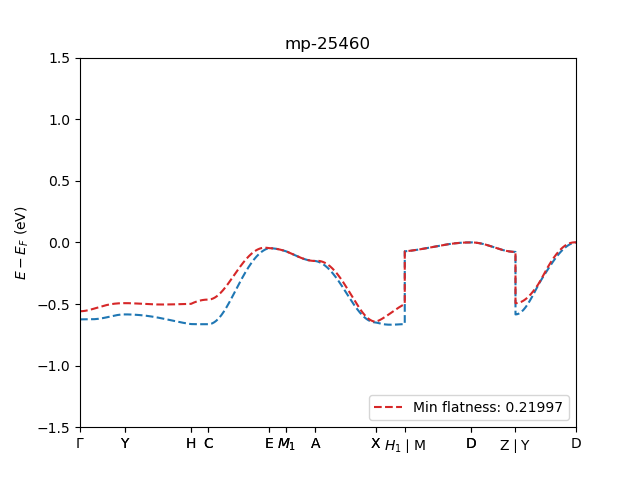 mp-25460
E − E_F (eV)
1.5
1.0
0.5
0.0
−0.5
−1.0
−1.5
Min flatness: 0.21997
Γ Y H C E M₁ A X H₁ | M D Z | Y D